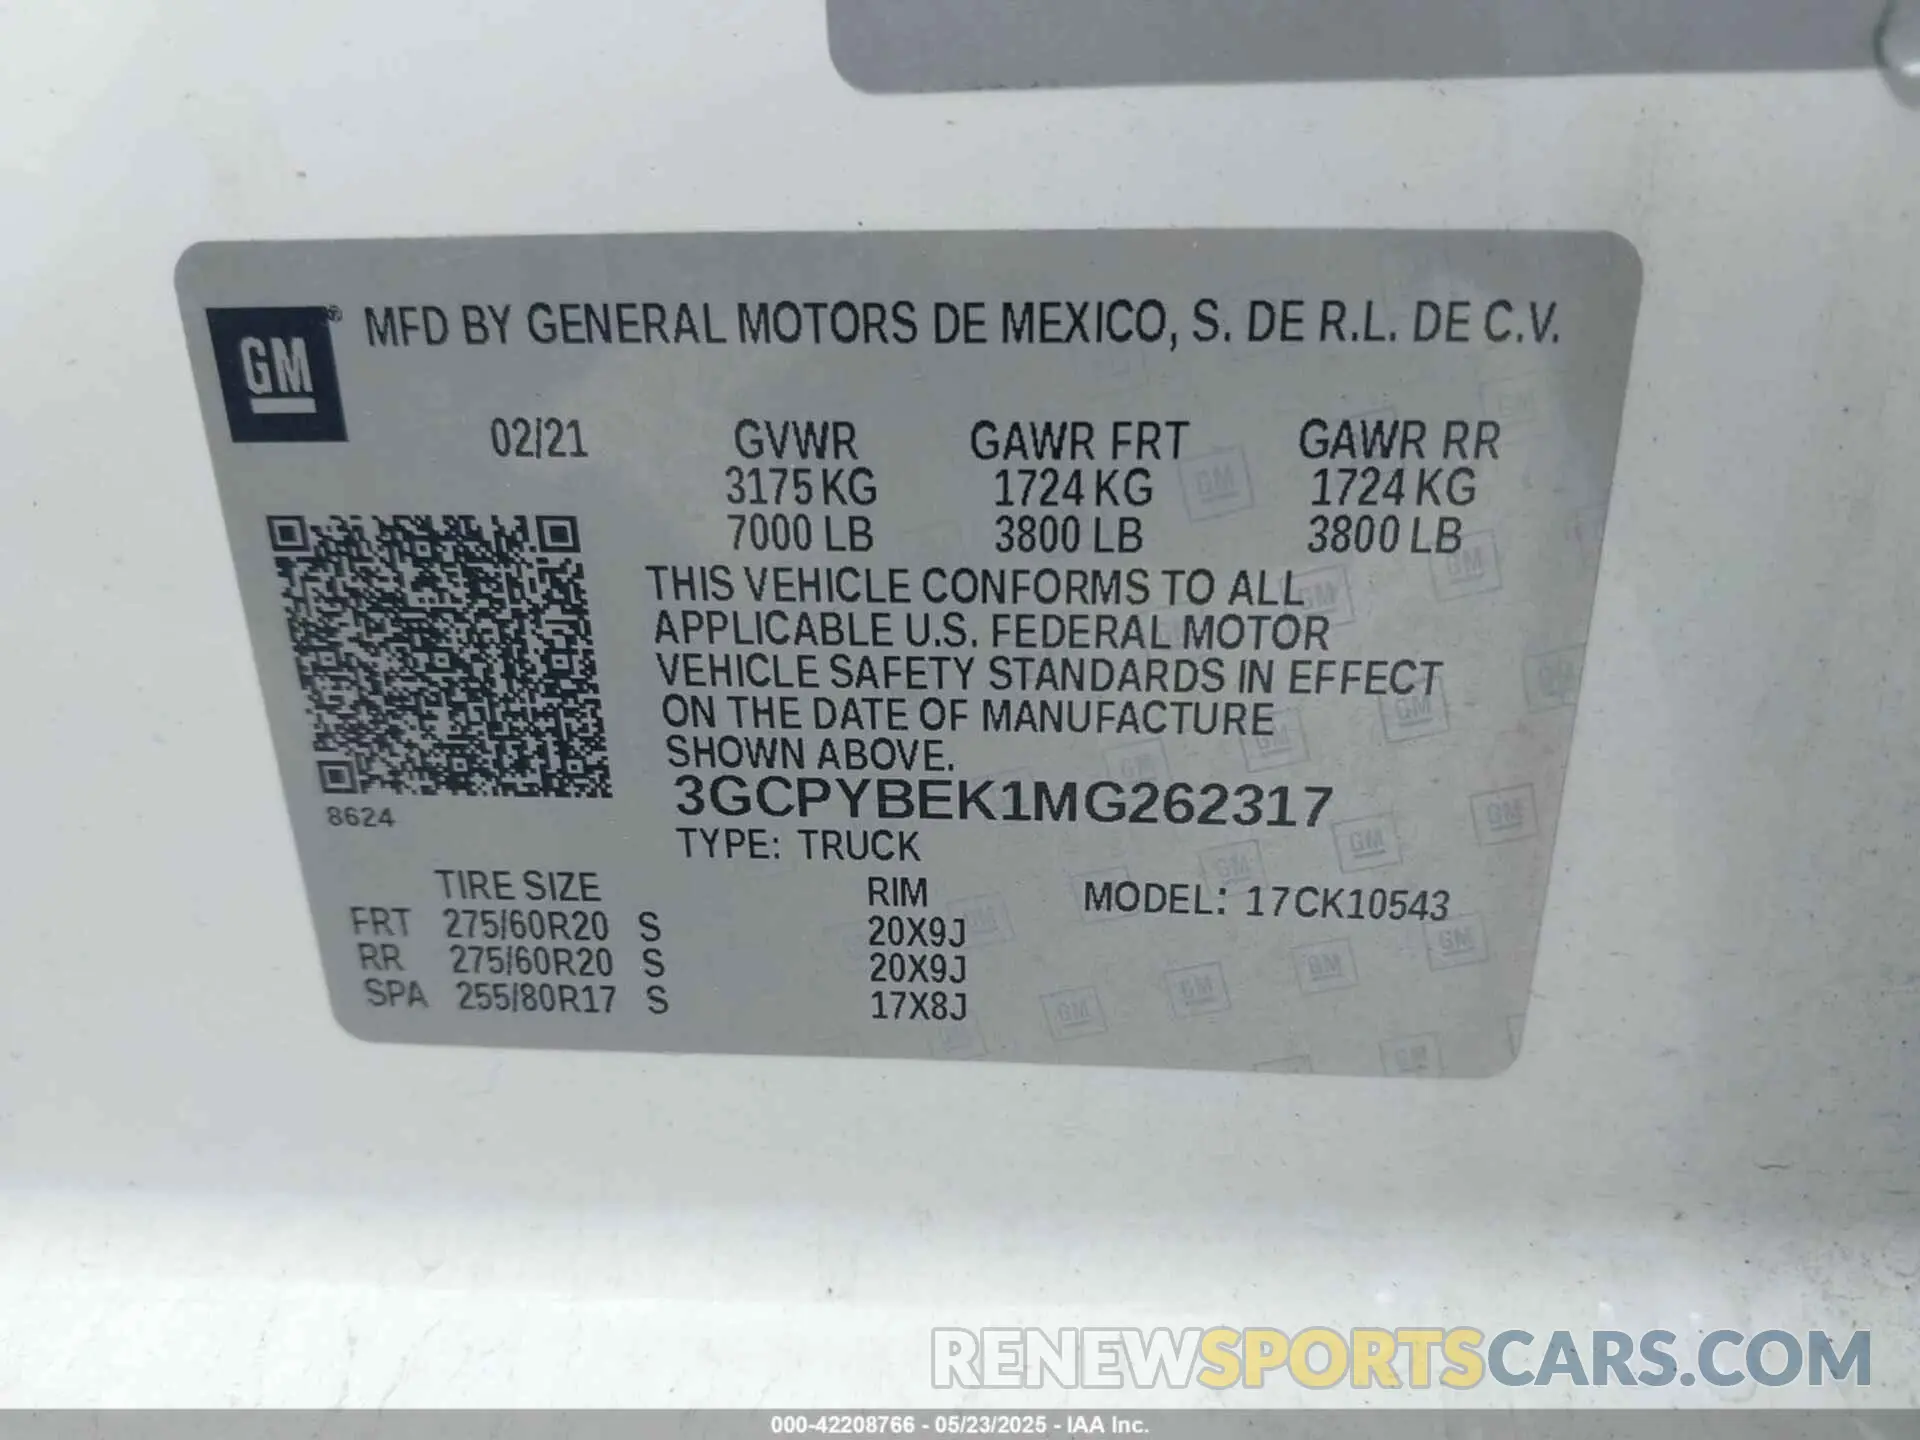 GM® MFD BY GENERAL MOTORS DE MEXICO, S. DE R.L. DE C.V.
02/21 GVWR GAWR FRT GAWR RR
3175 KG 1724 KG 1724 KG
7000 LB 3800 LB 3800 LB
THIS VEHICLE CONFORMS TO ALL
APPLICABLE U.S. FEDERAL MOTOR
VEHICLE SAFETY STANDARDS IN EFFECT
ON THE DATE OF MANUFACTURE
SHOWN ABOVE.
3GCPYBEK1MG262317
8624
TYPE: TRUCK
TIRE SIZE RIM MODEL: 17CK10543
FRT 275/60R20 S 20X9J
RR 275/60R20 S 20X9J
SPA 255/80R17 S 17X8J
RENEWSPORTSCARS.COM
000-42208766 - 05/23/2025 - IAA Inc.